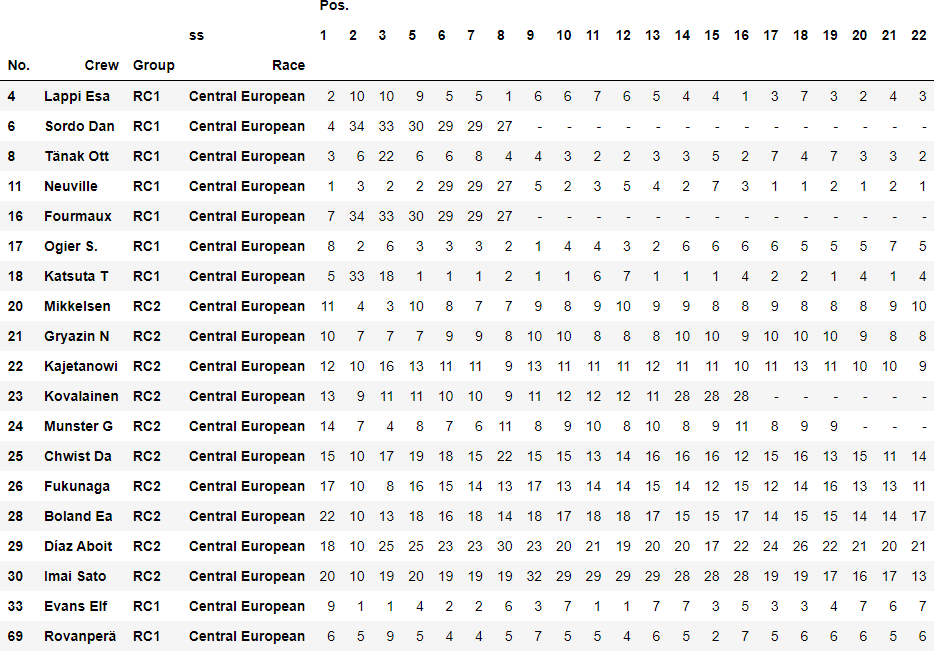 Pos.
ss 1 2 3 5 6 7 8 9 10 11 12 13 14 15 16 17 18 19 20 21 22
No. Crew Group Race
4 Lappi Esa RC1 Central European 2 10 10 9 5 5 1 6 6 7 6 5 4 4 1 3 7 3 2 4 3
6 Sordo Dan RC1 Central European 4 34 33 30 29 29 27 - - - - - - - - - - - - - -
8 Tänak Ott RC1 Central European 3 6 22 6 6 8 4 4 3 2 2 3 3 5 2 7 4 7 3 3 2
11 Neuville RC1 Central European 1 3 2 2 29 29 27 5 2 3 5 4 2 7 3 1 1 2 1 2 1
16 Fourmaux RC1 Central European 7 34 33 30 29 29 27 - - - - - - - - - - - - - -
17 Ogier S. RC1 Central European 8 2 6 3 3 3 2 1 4 4 3 2 6 6 6 6 5 5 5 7 5
18 Katsuta T RC1 Central European 5 33 18 1 1 1 2 1 1 6 7 1 1 1 4 2 2 1 4 1 4
20 Mikkelsen RC2 Central European 11 4 3 10 8 7 7 9 8 9 10 9 9 8 8 9 8 8 8 9 10
21 Gryazin N RC2 Central European 10 7 7 7 9 9 8 10 10 8 8 8 10 10 9 10 10 10 9 8 8
22 Kajetanowi RC2 Central European 12 10 16 13 11 11 9 13 11 11 11 12 11 11 10 11 13 11 10 10 9
23 Kovalainen RC2 Central European 13 9 11 11 10 10 9 11 12 12 12 11 28 28 28 - - - - - -
24 Munster G RC2 Central European 14 7 4 8 7 6 11 8 9 10 8 10 8 9 11 8 9 9 - - -
25 Chwist Da RC2 Central European 15 10 17 19 18 15 22 15 15 13 14 16 16 16 12 15 16 13 15 11 14
26 Fukunaga RC2 Central European 17 10 8 16 15 14 13 17 13 14 14 15 14 12 15 12 14 16 13 13 11
28 Boland Ea RC2 Central European 22 10 13 18 16 18 14 18 17 18 18 17 15 15 17 14 15 15 14 14 17
29 Díaz Aboit RC2 Central European 18 10 25 25 23 23 30 23 20 21 19 20 20 17 22 24 26 22 21 20 21
30 Imai Sato RC2 Central European 20 10 19 20 19 19 19 32 29 29 29 29 28 28 28 19 19 17 16 17 13
33 Evans Elf RC1 Central European 9 1 1 4 2 2 6 3 7 1 1 7 7 3 5 3 3 4 7 6 7
69 Rovanperä RC1 Central European 6 5 9 5 4 4 5 7 5 5 4 6 5 2 7 5 6 6 6 5 6